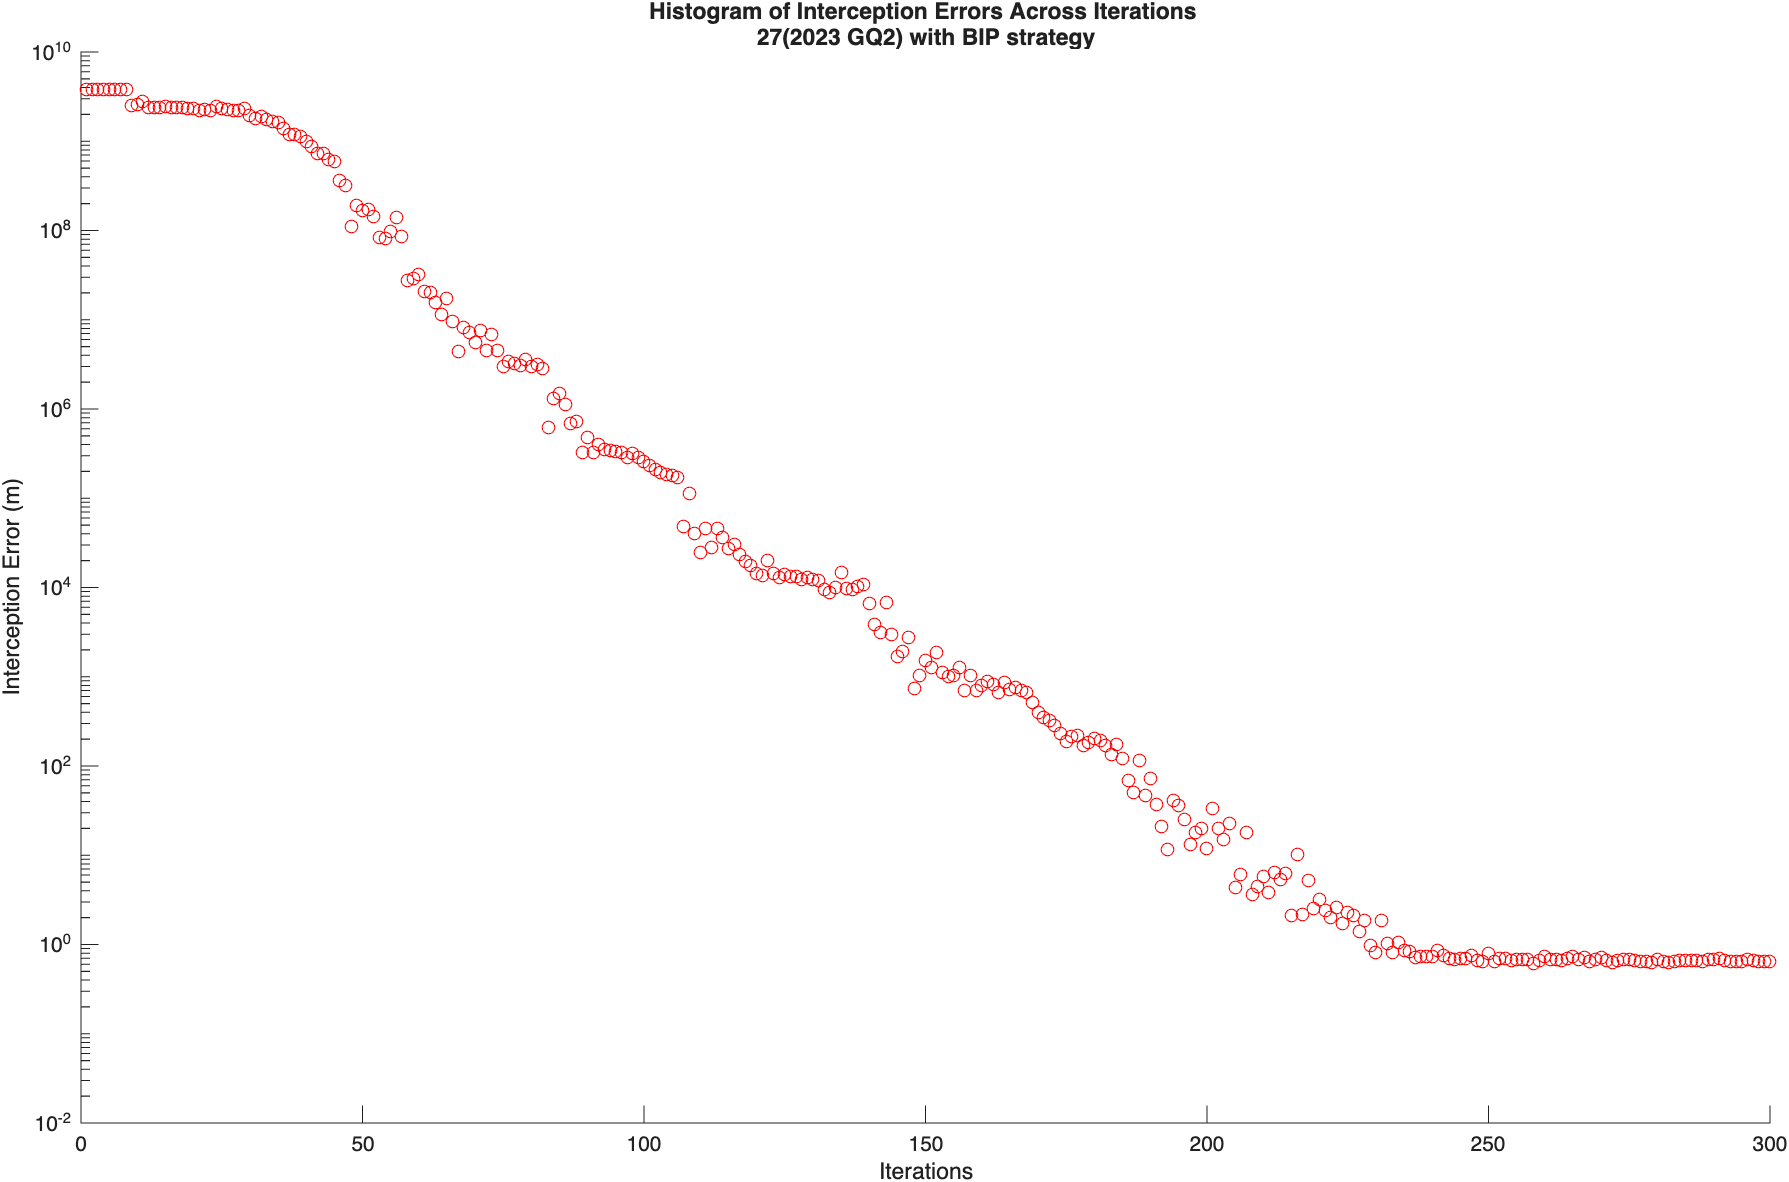 Histogram of Interception Errors Across Iterations
27(2023 GQ2) with BIP strategy
Interception Error (m)
10^10
10^8
10^6
10^4
10^2
10^0
10^-2
0 50 100 150 200 250 300
Iterations